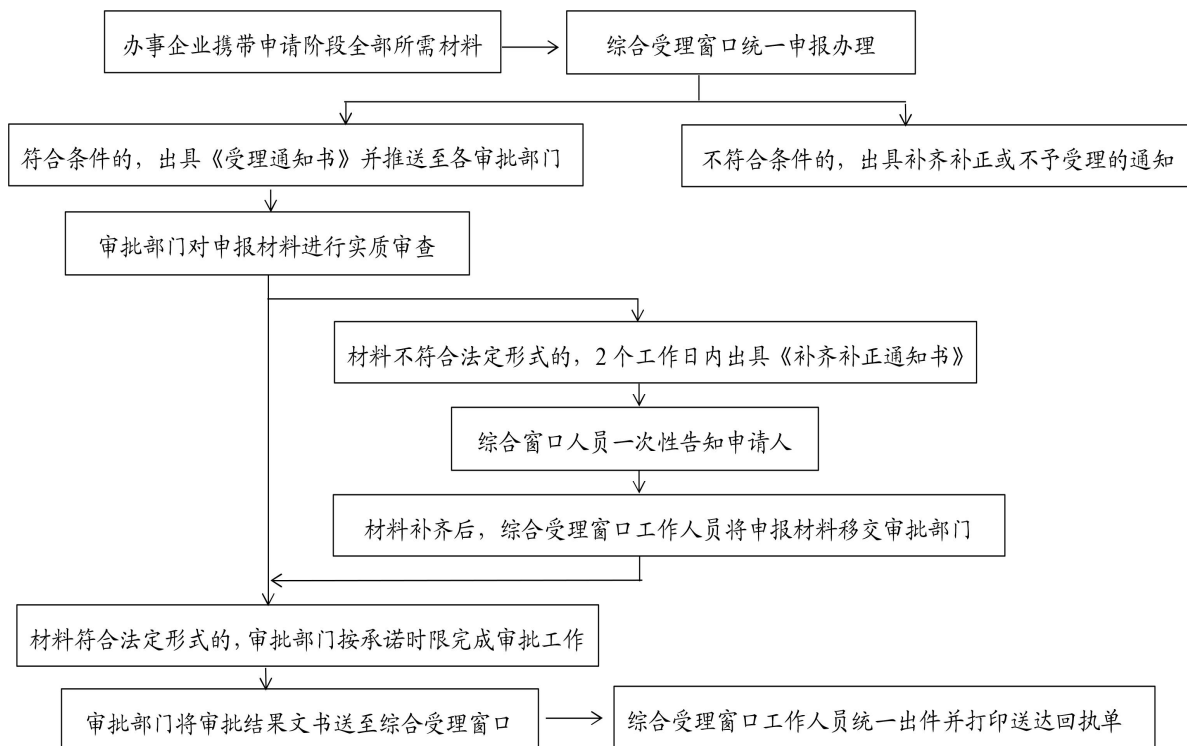 办事企业携带申请阶段全部所需材料
综合受理窗口统一申报办理
符合条件的，出具《受理通知书》并推送至各审批部门
不符合条件的，出具补齐补正或不予受理的通知
审批部门对申报材料进行实质审查
材料不符合法定形式的，2个工作日内出具《补齐补正通知书》
综合窗口人员一次性告知申请人
材料补齐后，综合受理窗口工作人员将申报材料移交审批部门
材料符合法定形式的，审批部门按承诺时限完成审批工作
审批部门将审批结果文书送至综合受理窗口
综合受理窗口工作人员统一出件并打印送达回执单